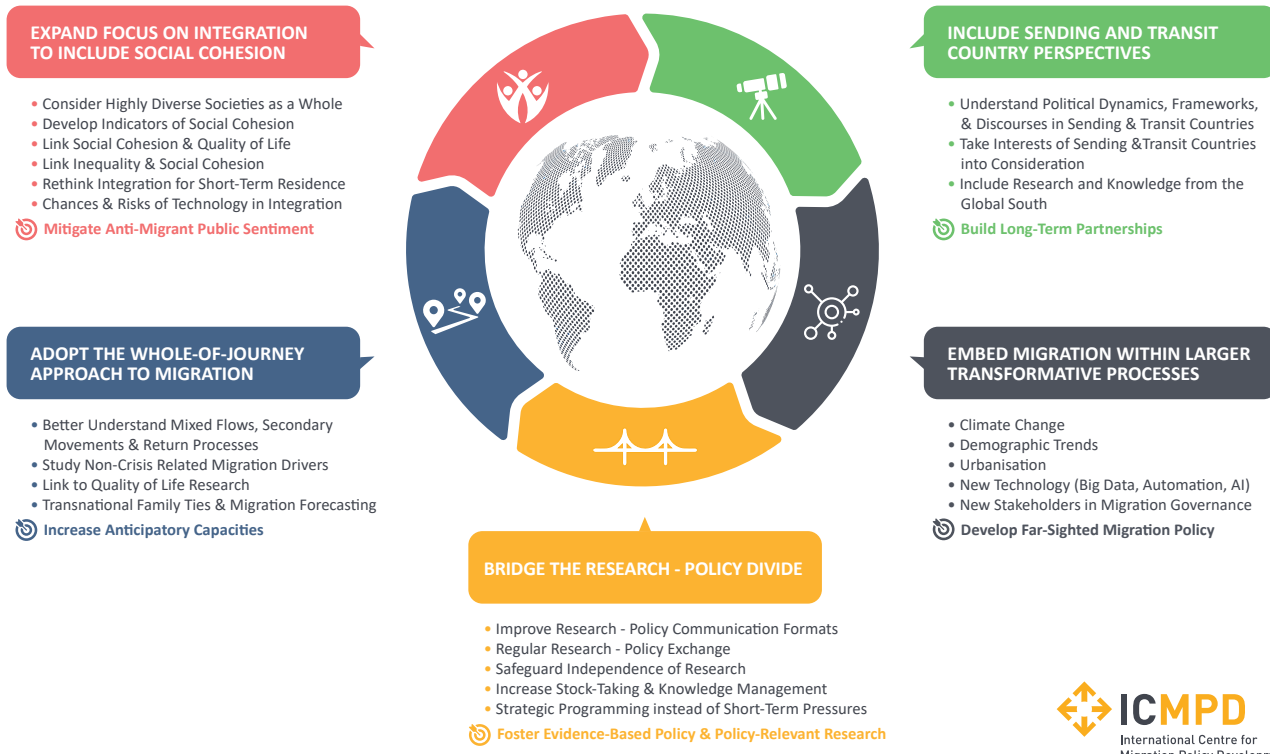 EXPAND FOCUS ON INTEGRATION
TO INCLUDE SOCIAL COHESION
• Consider Highly Diverse Societies as a Whole
• Develop Indicators of Social Cohesion
• Link Social Cohesion & Quality of Life
• Link Inequality & Social Cohesion
• Rethink Integration for Short-Term Residence
• Chances & Risks of Technology in Integration
Mitigate Anti-Migrant Public Sentiment
INCLUDE SENDING AND TRANSIT
COUNTRY PERSPECTIVES
• Understand Political Dynamics, Frameworks,
& Discourses in Sending & Transit Countries
• Take Interests of Sending &Transit Countries
into Consideration
• Include Research and Knowledge from the
Global South
Build Long-Term Partnerships
ADOPT THE WHOLE-OF-JOURNEY
APPROACH TO MIGRATION
• Better Understand Mixed Flows, Secondary
Movements & Return Processes
• Study Non-Crisis Related Migration Drivers
• Link to Quality of Life Research
• Transnational Family Ties & Migration Forecasting
Increase Anticipatory Capacities
EMBED MIGRATION WITHIN LARGER
TRANSFORMATIVE PROCESSES
• Climate Change
• Demographic Trends
• Urbanisation
• New Technology (Big Data, Automation, AI)
• New Stakeholders in Migration Governance
Develop Far-Sighted Migration Policy
BRIDGE THE RESEARCH - POLICY DIVIDE
• Improve Research - Policy Communication Formats
• Regular Research - Policy Exchange
• Safeguard Independence of Research
• Increase Stock-Taking & Knowledge Management
• Strategic Programming instead of Short-Term Pressures
Foster Evidence-Based Policy & Policy-Relevant Research
ICMPD
International Centre for
Migration Policy